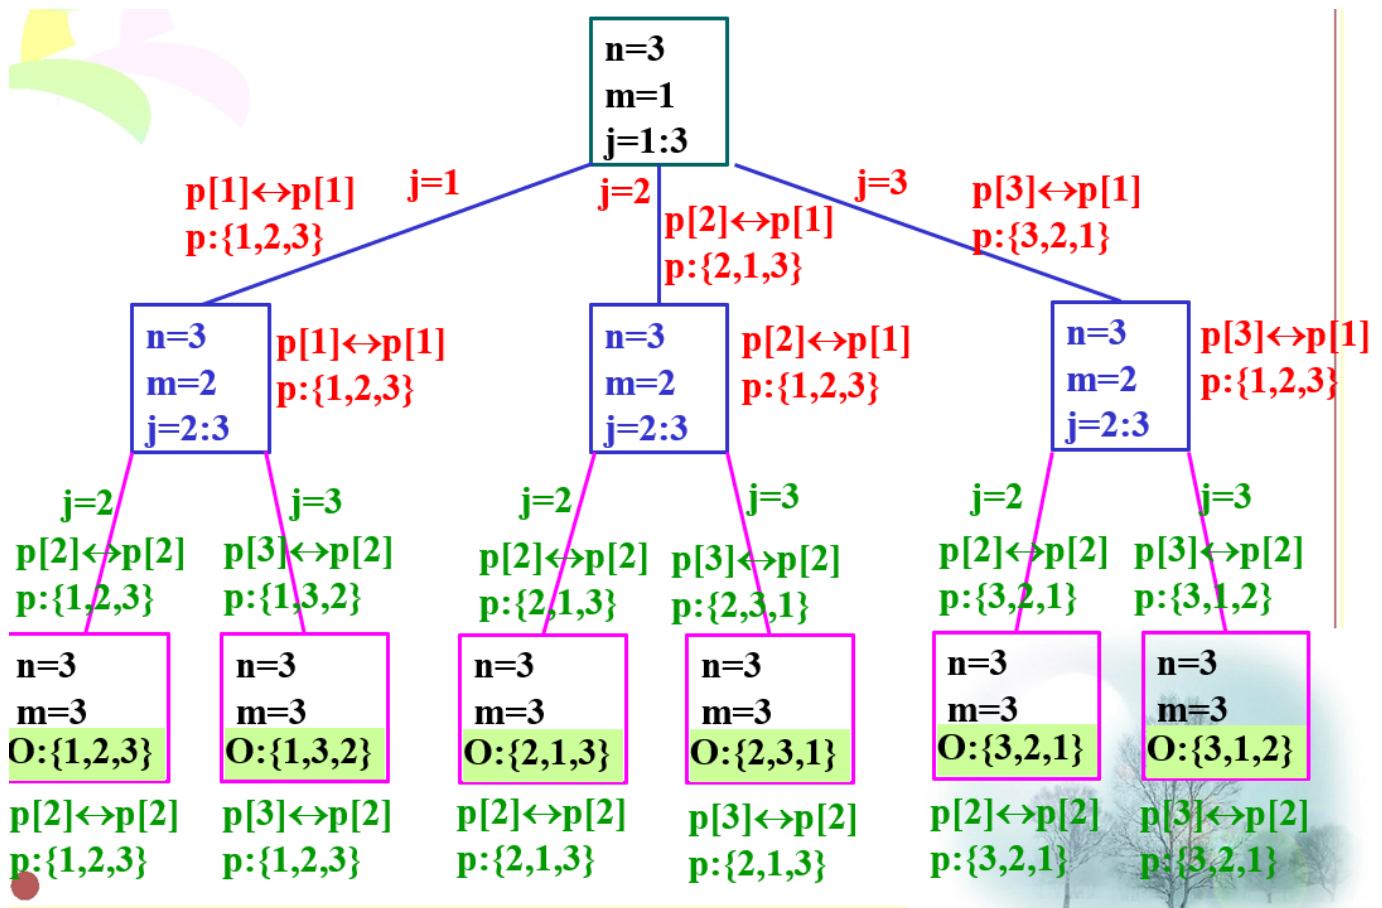 n=3
m=1
j=1:3
j=1
p[1]↔p[1]
p:{1,2,3}
j=2
p[2]↔p[1]
p:{2,1,3}
j=3
p[3]↔p[1]
p:{3,2,1}
n=3
m=2
j=2:3
p[1]↔p[1]
p:{1,2,3}
n=3
m=2
j=2:3
p[2]↔p[1]
p:{1,2,3}
n=3
m=2
j=2:3
p[3]↔p[1]
p:{1,2,3}
j=2
p[2]↔p[2]
p:{1,2,3}
j=3
p[3]↔p[2]
p:{1,3,2}
j=2
p[2]↔p[2]
p:{2,1,3}
j=3
p[3]↔p[2]
p:{2,3,1}
j=2
p[2]↔p[2]
p:{3,2,1}
j=3
p[3]↔p[2]
p:{3,1,2}
n=3
m=3
O:{1,2,3}
p[2]↔p[2]
p:{1,2,3}
n=3
m=3
O:{1,3,2}
p[3]↔p[2]
p:{1,2,3}
n=3
m=3
O:{2,1,3}
p[2]↔p[2]
p:{2,1,3}
n=3
m=3
O:{2,3,1}
p[3]↔p[2]
p:{2,1,3}
n=3
m=3
O:{3,2,1}
p[2]↔p[2]
p:{3,2,1}
n=3
m=3
O:{3,1,2}
p[3]↔p[2]
p:{3,2,1}